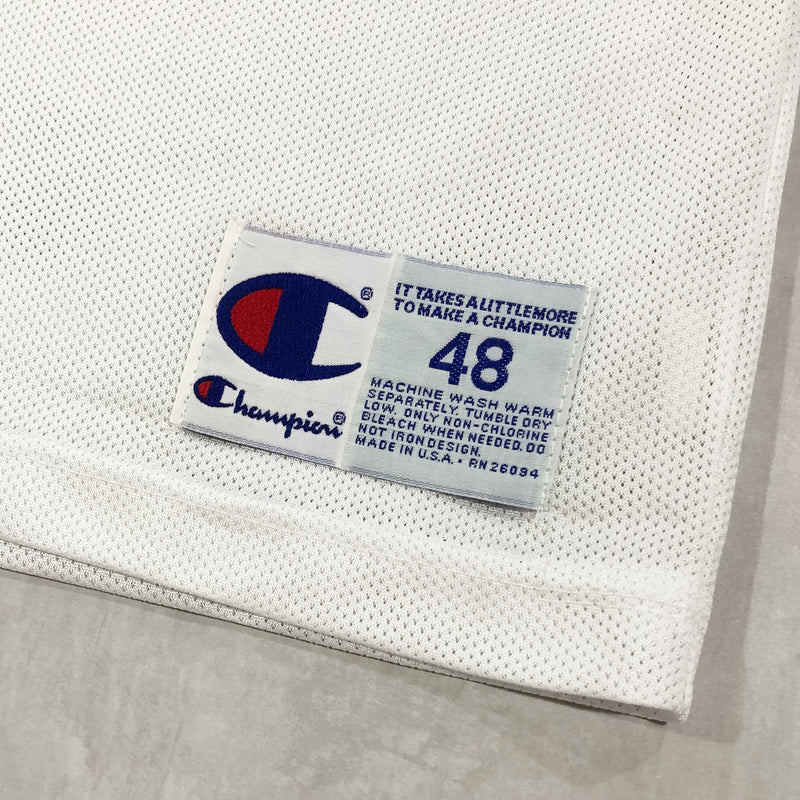 ®
Champion®
IT TAKES A LITTLE MORE
TO MAKE A CHAMPION
48
MACHINE WASH WARM
SEPARATELY. TUMBLE DRY
LOW. ONLY NON-CHLORINE
BLEACH WHEN NEEDED. DO
NOT IRON DESIGN.
MADE IN U.S.A. • RN26094